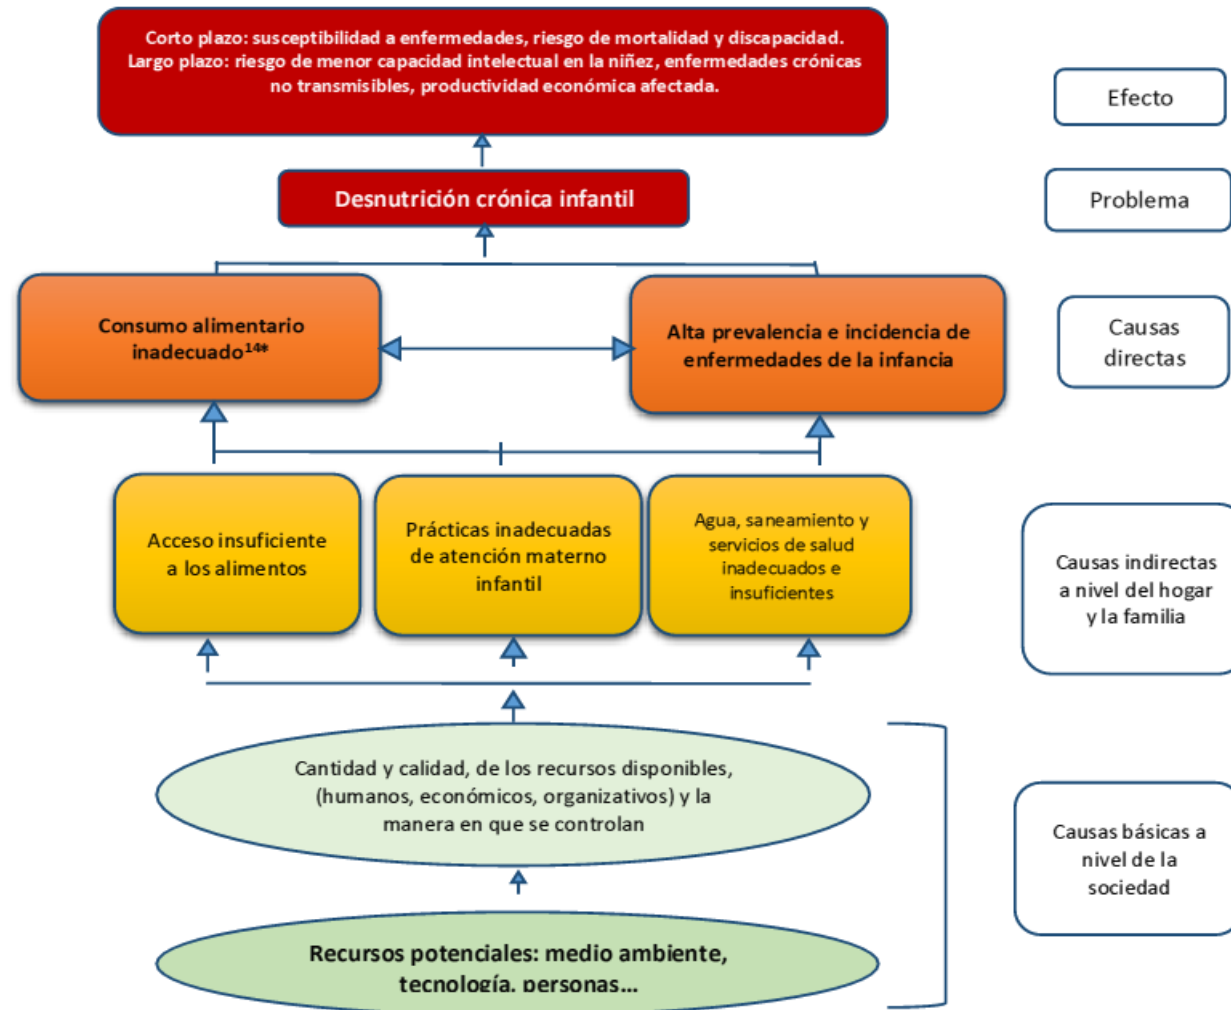 Corto plazo: susceptibilidad a enfermedades, riesgo de mortalidad y discapacidad.
Largo plazo: riesgo de menor capacidad intelectual en la niñez, enfermedades crónicas
no transmisibles, productividad económica afectada.
Efecto
Desnutrición crónica infantil
Problema
Consumo alimentario
inadecuado¹⁴*
Alta prevalencia e incidencia de
enfermedades de la infancia
Causas
directas
Acceso insuficiente
a los alimentos
Prácticas inadecuadas
de atención materno
infantil
Agua, saneamiento y
servicios de salud
inadecuados e
insuficientes
Causas indirectas
a nivel del hogar
y la familia
Cantidad y calidad, de los recursos disponibles,
(humanos, económicos, organizativos) y la
manera en que se controlan
Causas básicas a
nivel de la
sociedad
Recursos potenciales: medio ambiente,
tecnología, personas...